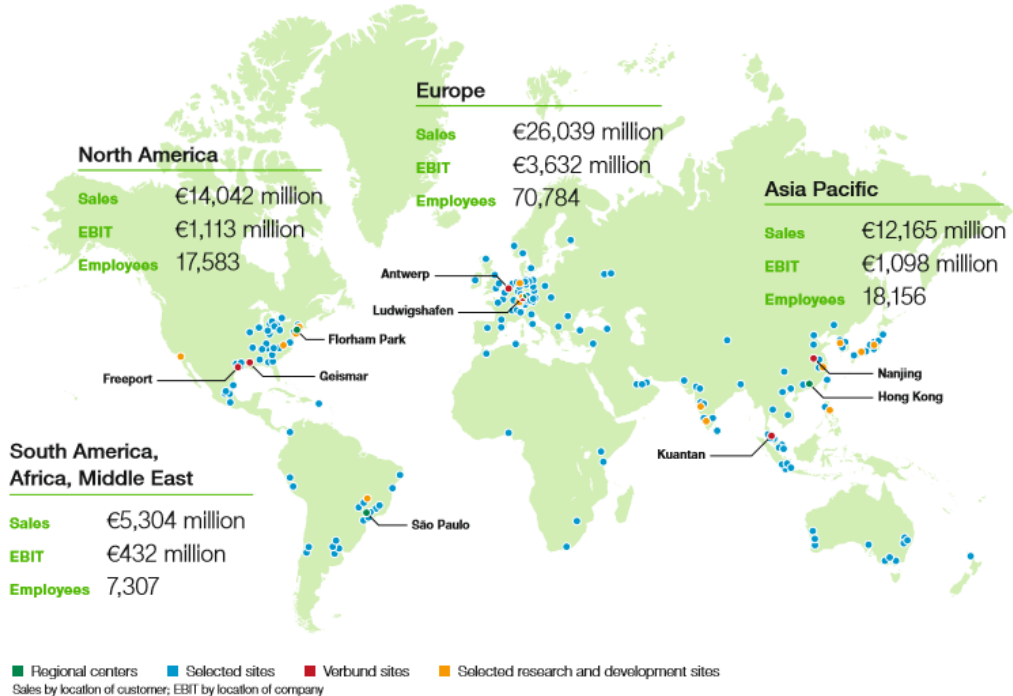 Europe
Sales €26,039 million
EBIT €3,632 million
Employees 70,784
North America
Sales €14,042 million
EBIT €1,113 million
Employees 17,583
Asia Pacific
Sales €12,165 million
EBIT €1,098 million
Employees 18,156
Antwerp
Ludwigshafen
Florham Park
Freeport
Geismar
Nanjing
Hong Kong
Kuantan
São Paulo
South America,
Africa, Middle East
Sales €5,304 million
EBIT €432 million
Employees 7,307
Regional centers Selected sites Verbund sites Selected research and development sites
Sales by location of customer; EBIT by location of company